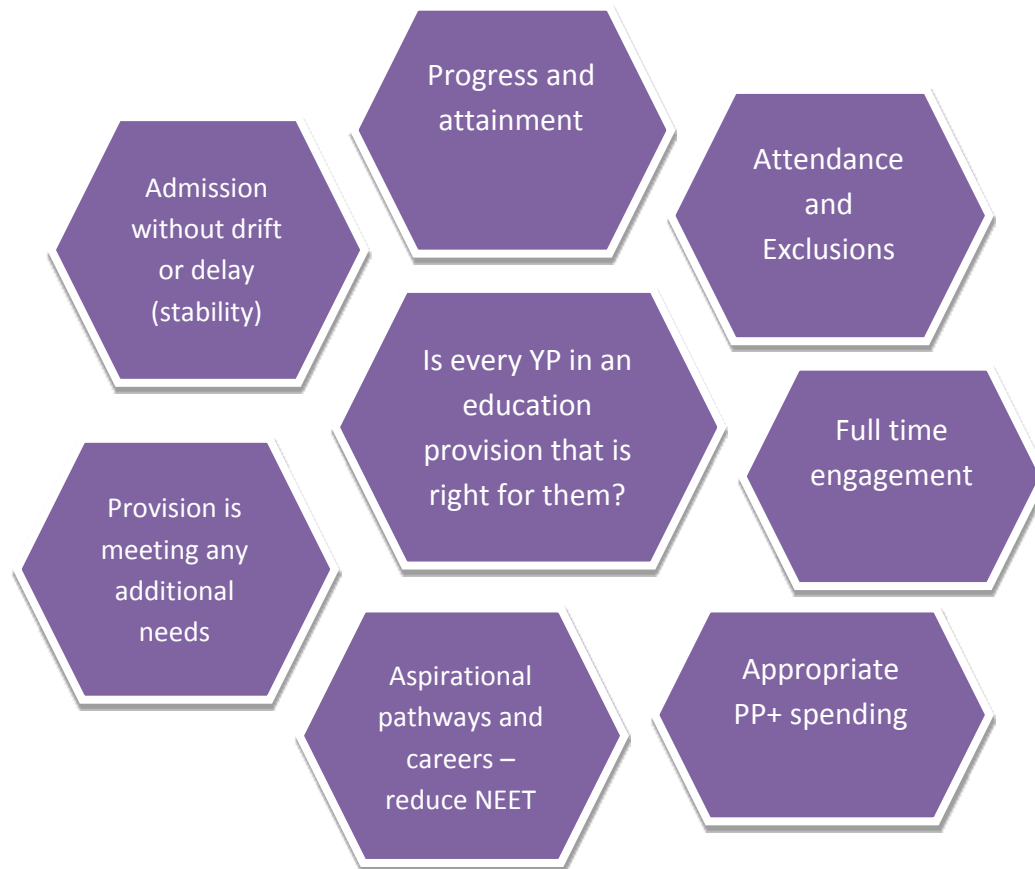 Progress and
attainment
Attendance
and
Exclusions
Admission
without drift
or delay
(stability)
Is every YP in an
education
provision that is
right for them?
Full time
engagement
Provision is
meeting any
additional
needs
Aspirational
pathways and
careers –
reduce NEET
Appropriate
PP+ spending